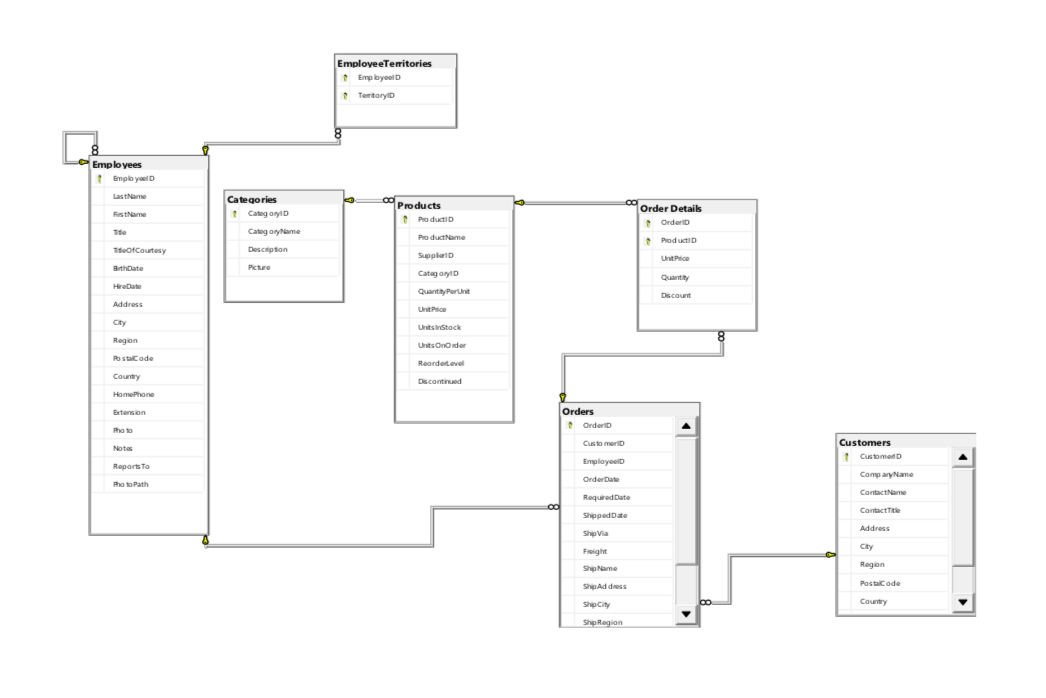 EmployeeTerritories
EmployeeID
TerritoryID
Employees
EmployeeID
LastName
FirstName
Title
TitleOfCourtesy
BirthDate
HireDate
Address
City
Region
PostalCode
Country
HomePhone
Extension
Photo
Notes
ReportsTo
PhotoPath
Categories
CategoryID
CategoryName
Description
Picture
Products
ProductID
ProductName
SupplierID
CategoryID
QuantityPerUnit
UnitPrice
UnitsInStock
UnitsOnOrder
ReorderLevel
Discontinued
Order Details
OrderID
ProductID
UnitPrice
Quantity
Discount
Orders
OrderID
CustomerID
EmployeeID
OrderDate
RequiredDate
ShippedDate
ShipVia
Freight
ShipName
ShipAddress
ShipCity
ShipRegion
Customers
CustomerID
CompanyName
ContactName
ContactTitle
Address
City
Region
PostalCode
Country